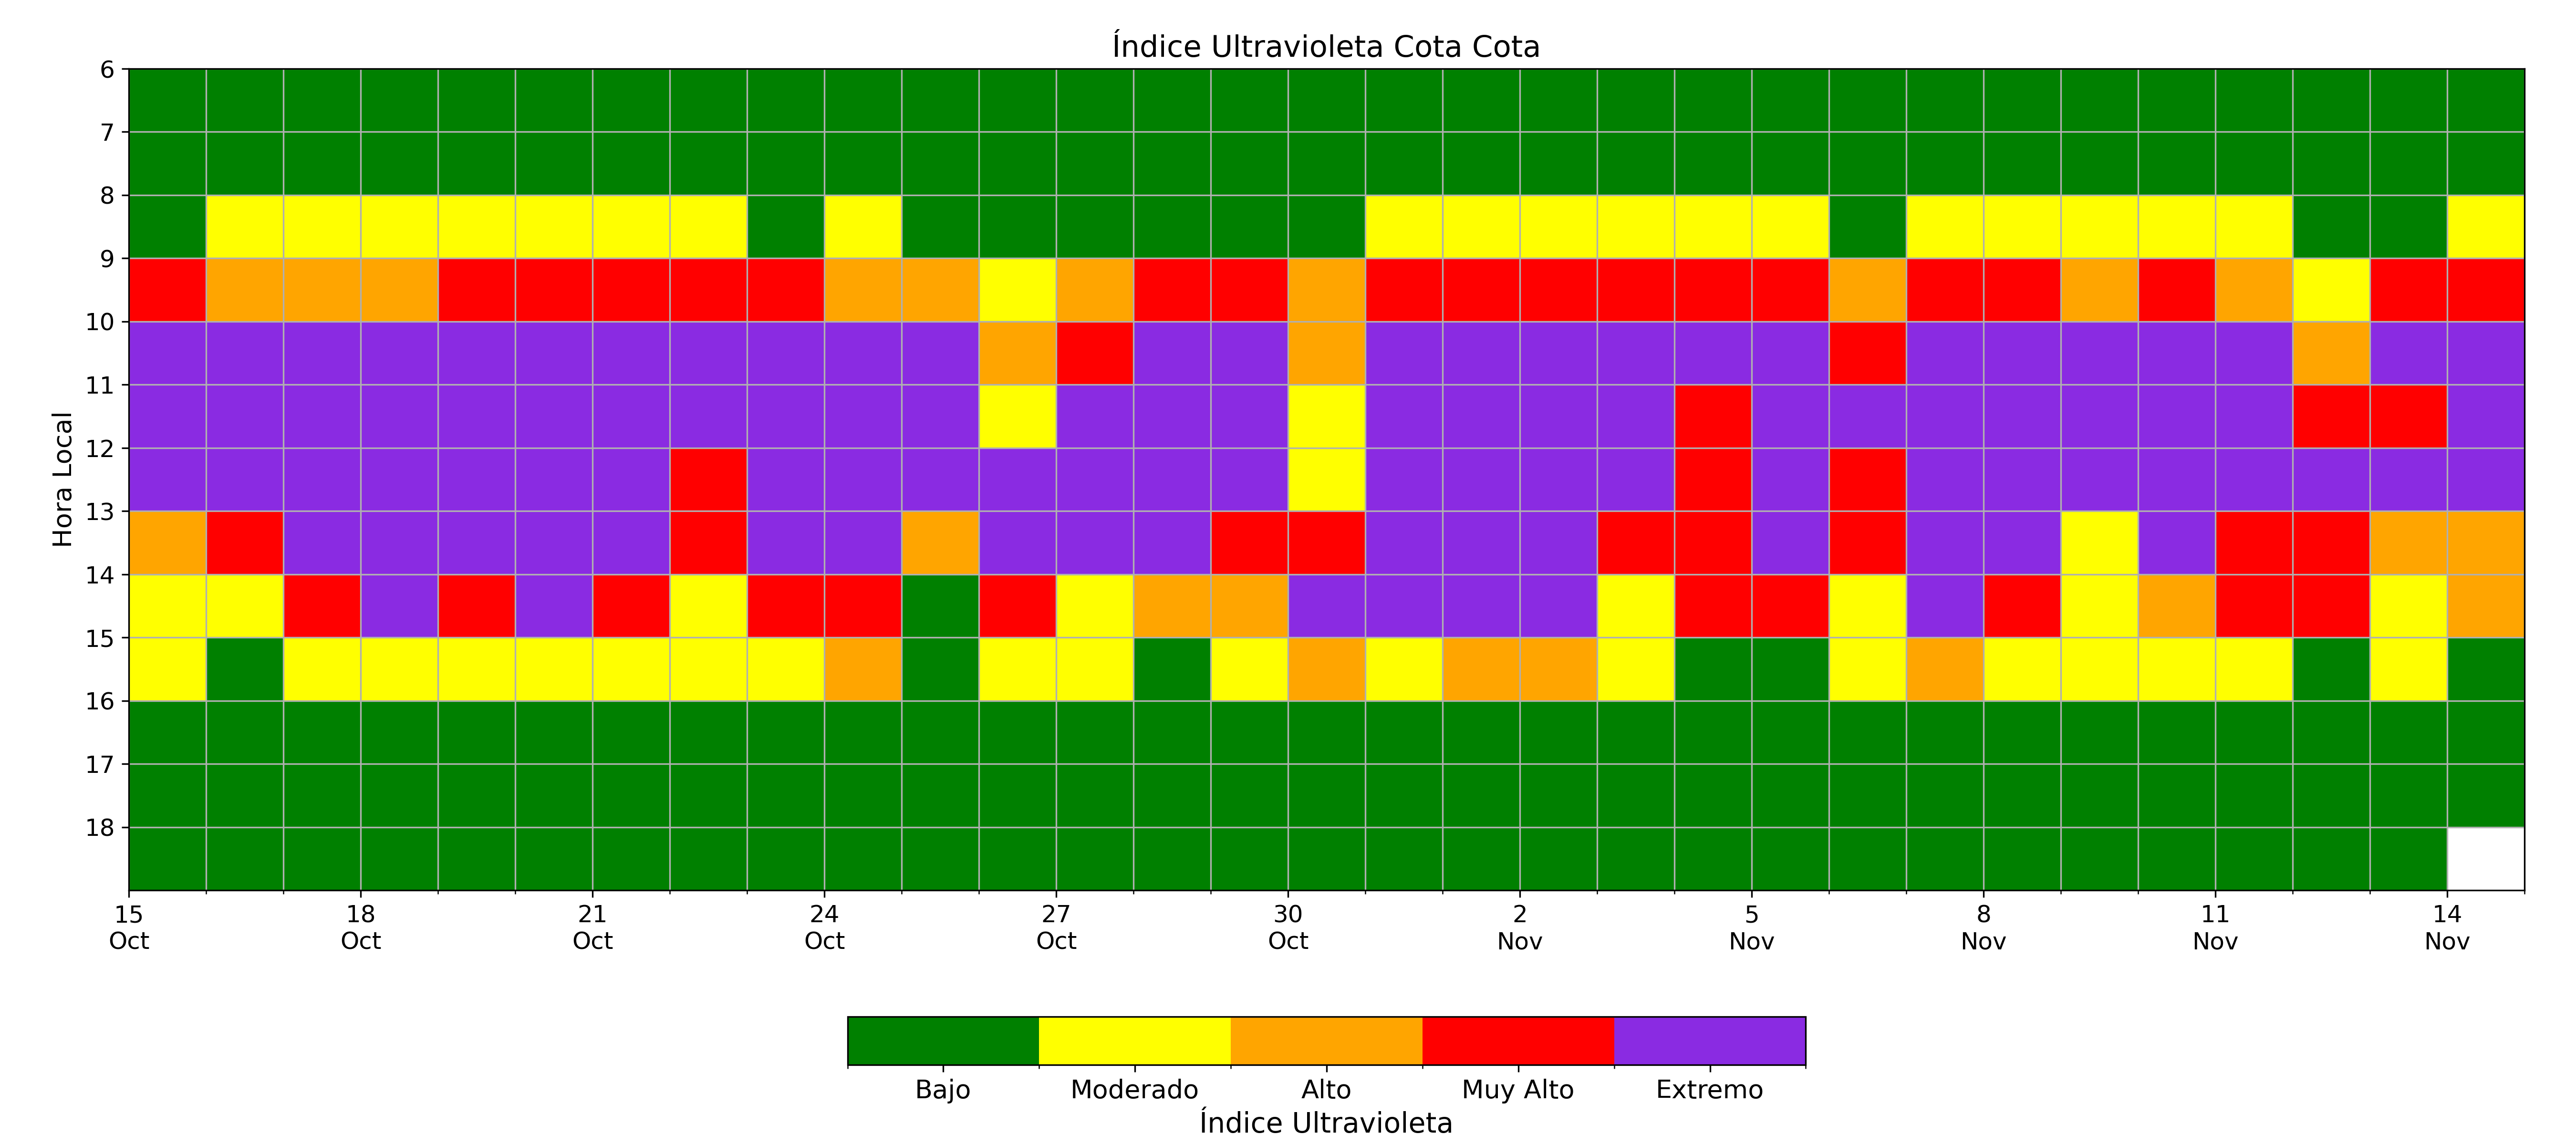 Índice Ultravioleta Cota Cota
Hora Local
6
7
8
9
10
11
12
13
14
15
16
17
18
15 18 21 24 27 30 2 5 8 11 14
Oct Oct Oct Oct Oct Oct Nov Nov Nov Nov Nov
Bajo Moderado Alto Muy Alto Extremo
Índice Ultravioleta